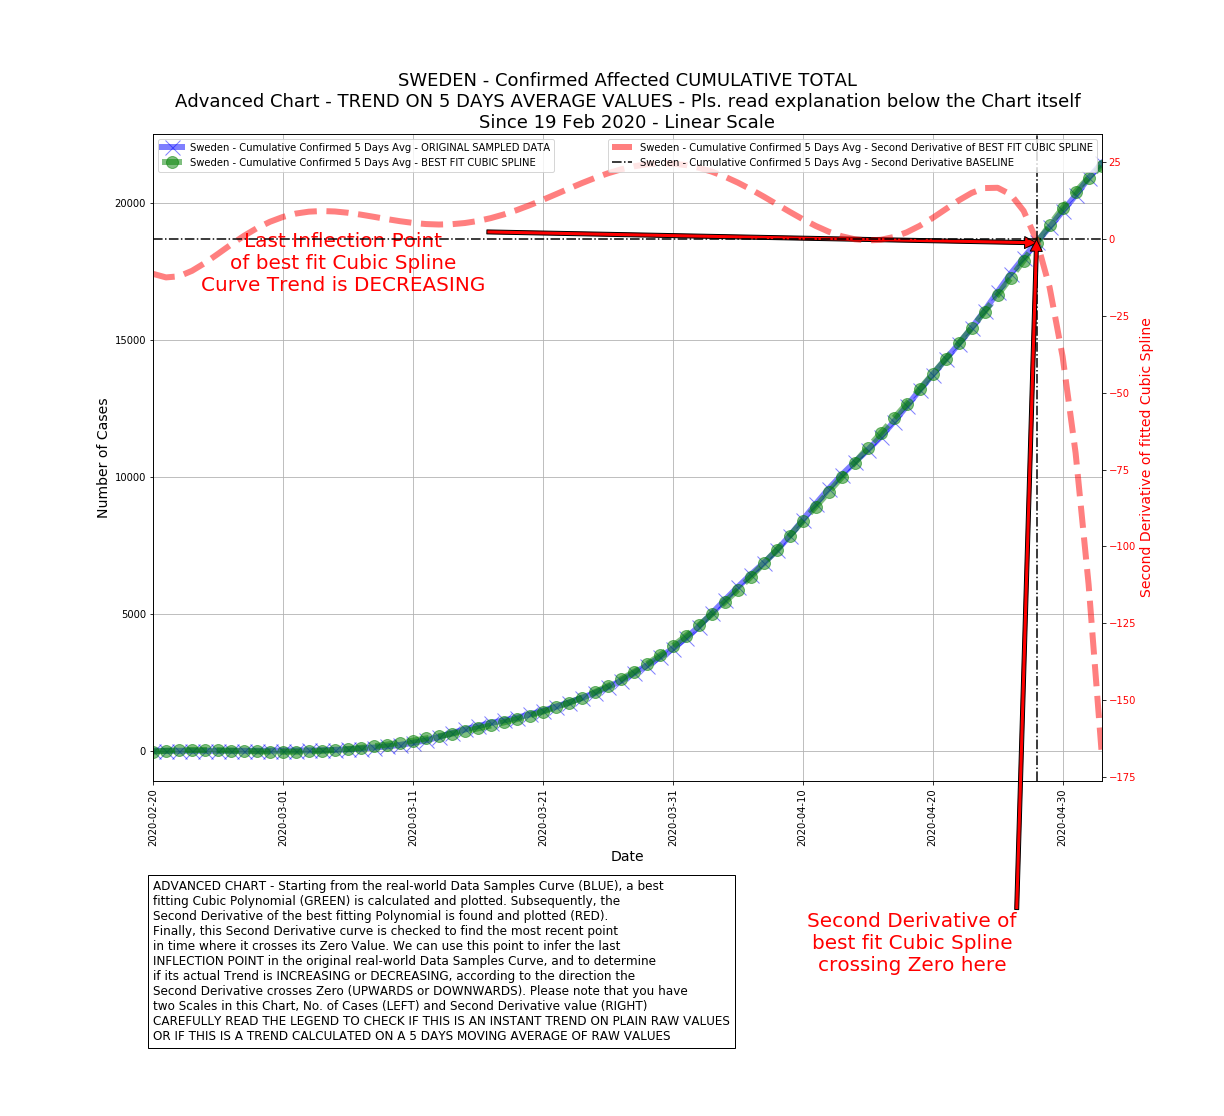 SWEDEN - Confirmed Affected CUMULATIVE TOTAL
Advanced Chart - TREND ON 5 DAYS AVERAGE VALUES - Pls. read explanation below the Chart itself
Since 19 Feb 2020 - Linear Scale
Sweden - Cumulative Confirmed 5 Days Avg - ORIGINAL SAMPLED DATA
Sweden - Cumulative Confirmed 5 Days Avg - BEST FIT CUBIC SPLINE
Sweden - Cumulative Confirmed 5 Days Avg - Second Derivative of BEST FIT CUBIC SPLINE
Sweden - Cumulative Confirmed 5 Days Avg - Second Derivative BASELINE
Last Inflection Point
of best fit Cubic Spline
Curve Trend is DECREASING
Number of Cases
20000
15000
10000
5000
0
25
0
−25
−50
−75
−100
−125
−150
−175
Second Derivative of fitted Cubic Spline
2020-02-20
2020-03-01
2020-03-11
2020-03-21
2020-03-31
2020-04-10
2020-04-20
2020-04-30
Date
ADVANCED CHART - Starting from the real-world Data Samples Curve (BLUE), a best
fitting Cubic Polynomial (GREEN) is calculated and plotted. Subsequently, the
Second Derivative of the best fitting Polynomial is found and plotted (RED).
Finally, this Second Derivative curve is checked to find the most recent point
in time where it crosses its Zero Value. We can use this point to infer the last
INFLECTION POINT in the original real-world Data Samples Curve, and to determine
if its actual Trend is INCREASING or DECREASING, according to the direction the
Second Derivative crosses Zero (UPWARDS or DOWNWARDS). Please note that you have
two Scales in this Chart, No. of Cases (LEFT) and Second Derivative value (RIGHT)
CAREFULLY READ THE LEGEND TO CHECK IF THIS IS AN INSTANT TREND ON PLAIN RAW VALUES
OR IF THIS IS A TREND CALCULATED ON A 5 DAYS MOVING AVERAGE OF RAW VALUES
Second Derivative of
best fit Cubic Spline
crossing Zero here